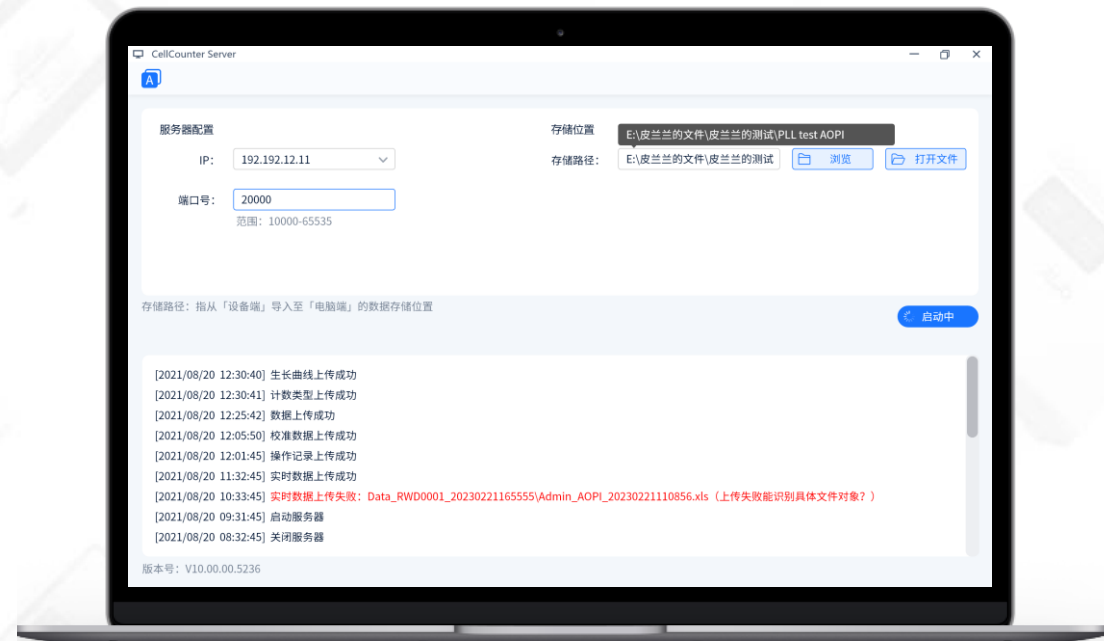 CellCounter Server
A
服务器配置
存储位置
E:\皮兰兰的文件\皮兰兰的测试\PLL test AOPI
IP：
192.192.12.11
存储路径：
E:\皮兰兰的文件\皮兰兰的测试
浏览
打开文件
端口号：
20000
范围：10000-65535
存储路径：指从「设备端」导入至「电脑端」的数据存储位置
启动中
[2021/08/20 12:30:40] 生长曲线上传成功
[2021/08/20 12:30:41] 计数类型上传成功
[2021/08/20 12:25:42] 数据上传成功
[2021/08/20 12:05:50] 校准数据上传成功
[2021/08/20 12:01:45] 操作记录上传成功
[2021/08/20 11:32:45] 实时数据上传成功
[2021/08/20 10:33:45] 实时数据上传失败：Data_RWD0001_20230221165555\Admin_AOPI_20230221110856.xls（上传失败能识别具体文件对象？）
[2021/08/20 09:31:45] 启动服务器
[2021/08/20 08:32:45] 关闭服务器
版本号：V10.00.00.5236